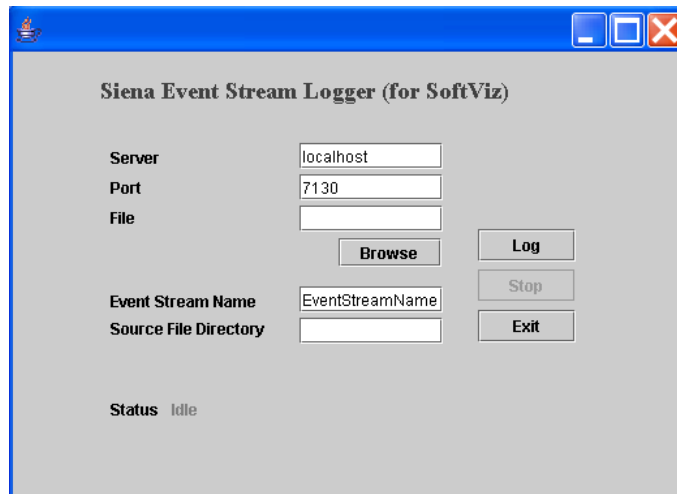 Siena Event Stream Logger (for SoftViz)
Server localhost
Port 7130
File
Browse
Log
Stop
Event Stream Name EventStreamName
Source File Directory
Exit
Status Idle